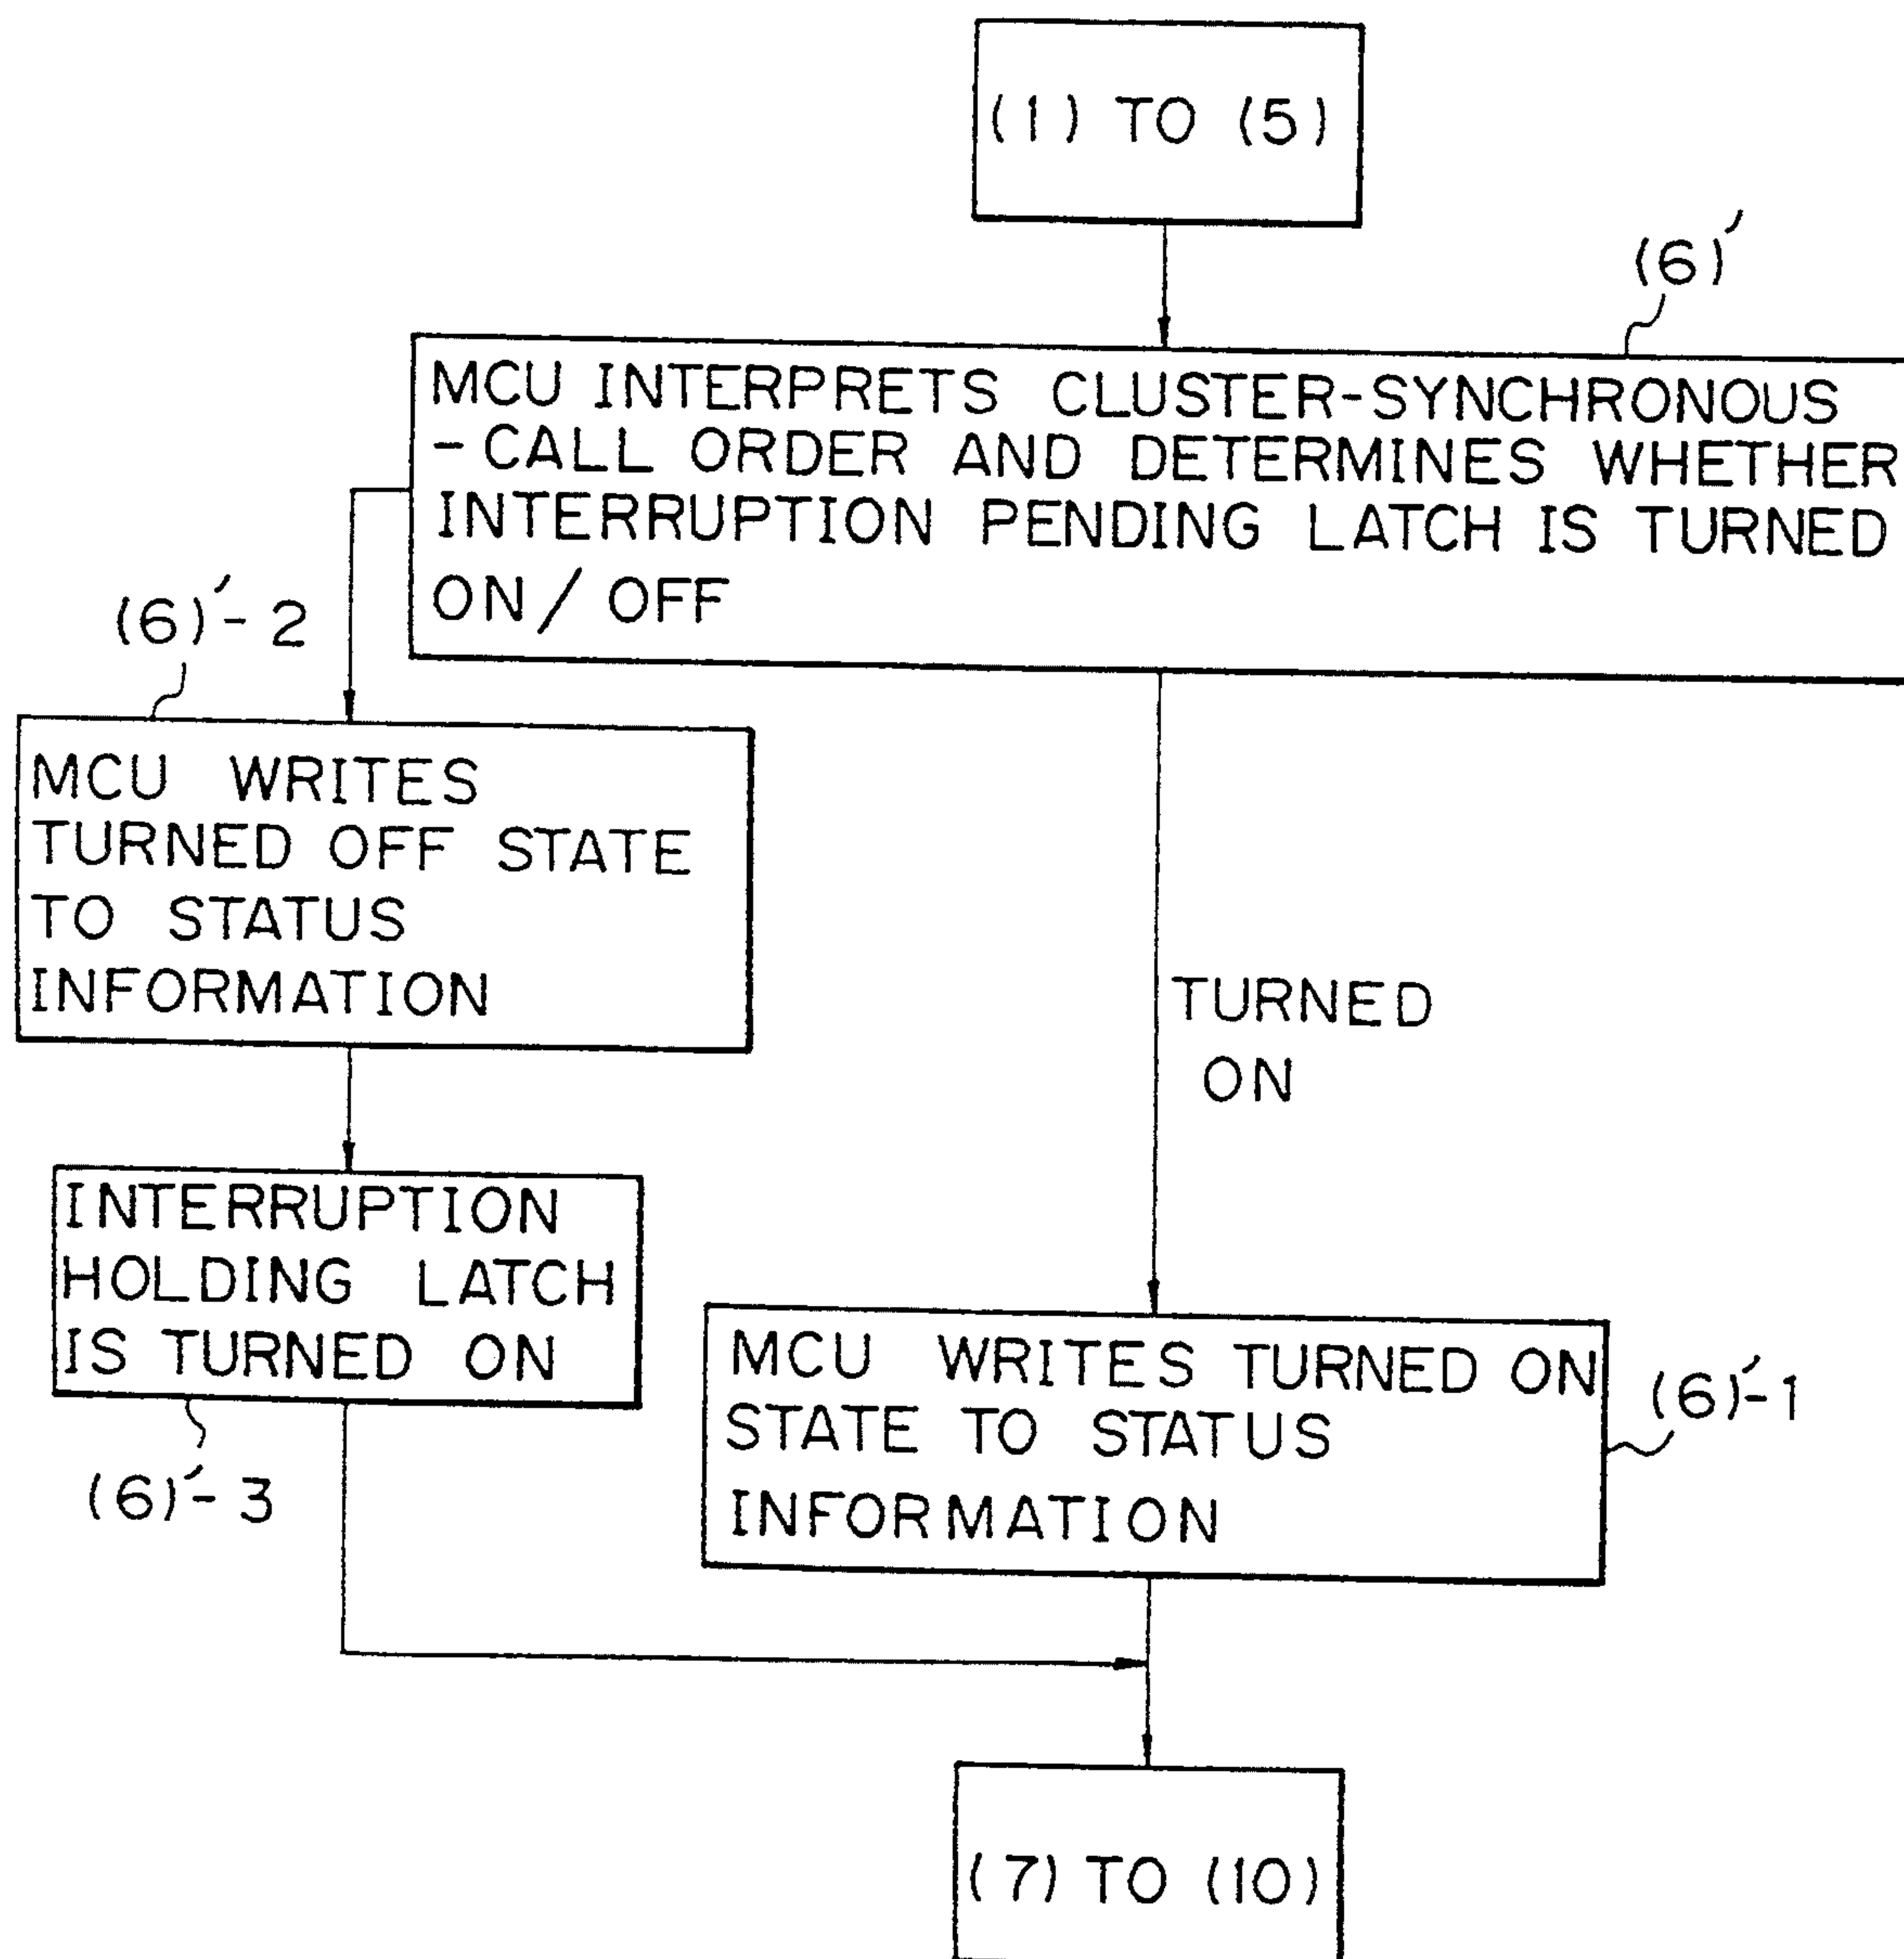 (1) TO (5)
(6)′
MCU INTERPRETS CLUSTER-SYNCHRONOUS
- CALL ORDER AND DETERMINES WHETHER
INTERRUPTION PENDING LATCH IS TURNED
ON / OFF
(6)′- 2
MCU WRITES
TURNED OFF STATE
TO STATUS
INFORMATION
TURNED
ON
INTERRUPTION
HOLDING LATCH
IS TURNED ON
(6)′- 3
MCU WRITES TURNED ON
STATE TO STATUS
INFORMATION
(6)′-1
(7) TO (10)